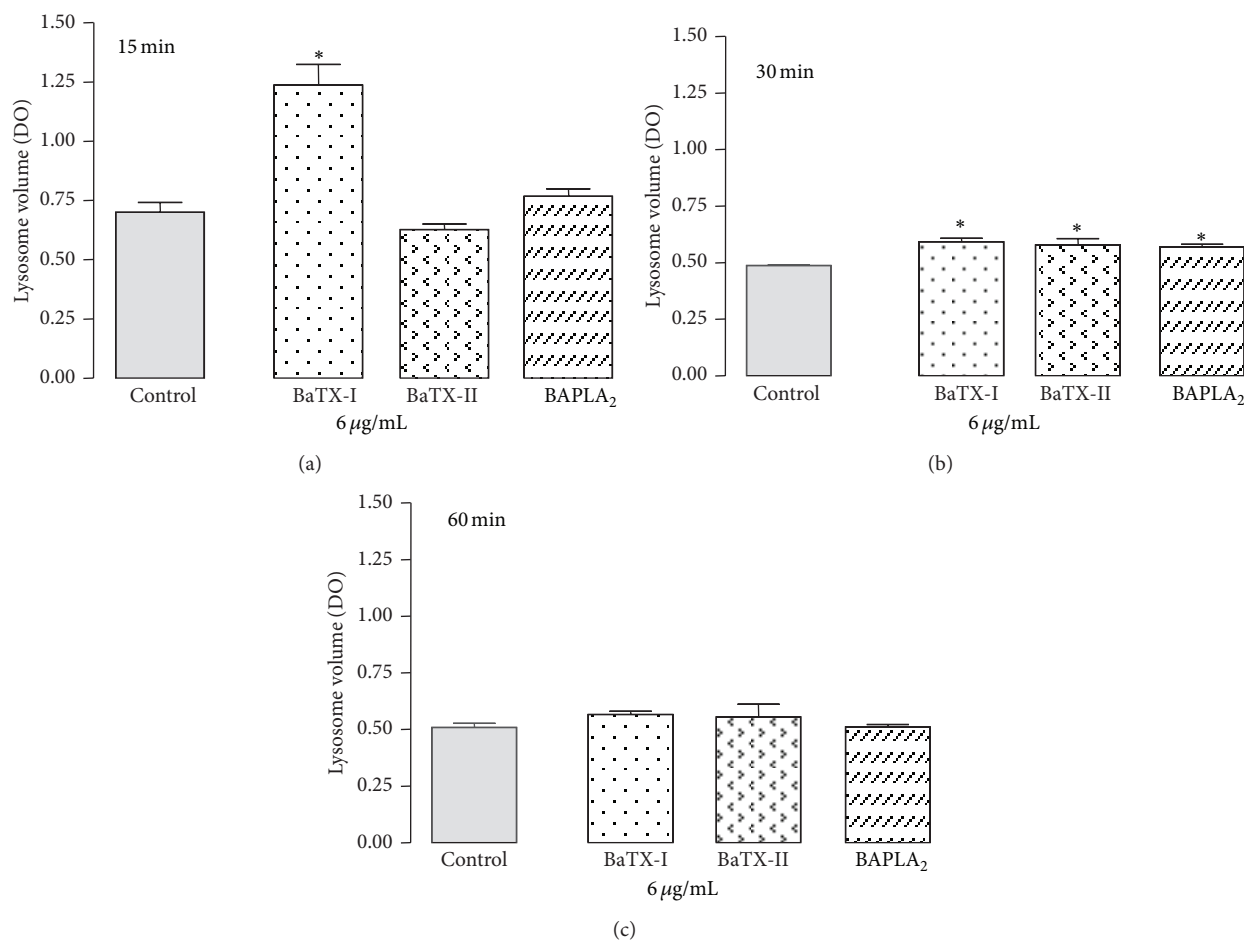 1.50
15 min
*
1.25
1.00
0.75
0.50
0.25
0.00
Lysosome volume (DO)
Control
BaTX-I
BaTX-II
BAPLA₂
6 μg/mL
(a)
1.50
30 min
1.25
1.00
0.75
* * *
0.50
0.25
0.00
Lysosome volume (DO)
Control
BaTX-I
BaTX-II
BAPLA₂
6 μg/mL
(b)
1.50
60 min
1.25
1.00
0.75
0.50
0.25
0.00
Lysosome volume (DO)
Control
BaTX-I
BaTX-II
BAPLA₂
6 μg/mL
(c)